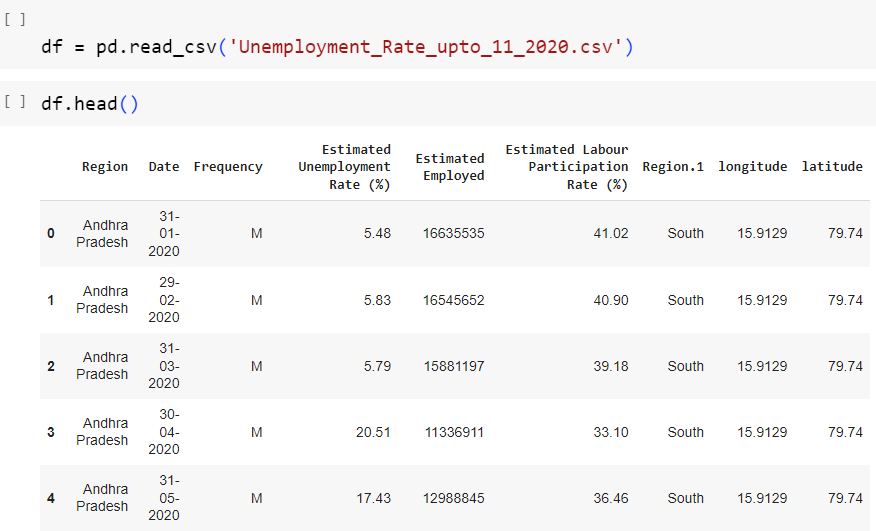 [ ]
df = pd.read_csv('Unemployment_Rate_upto_11_2020.csv')
[ ] df.head()
Region Date Frequency Estimated Unemployment Rate (%) Estimated Employed Estimated Labour Participation Rate (%) Region.1 longitude latitude
0 Andhra Pradesh 31-01-2020 M 5.48 16635535 41.02 South 15.9129 79.74
1 Andhra Pradesh 29-02-2020 M 5.83 16545652 40.90 South 15.9129 79.74
2 Andhra Pradesh 31-03-2020 M 5.79 15881197 39.18 South 15.9129 79.74
3 Andhra Pradesh 30-04-2020 M 20.51 11336911 33.10 South 15.9129 79.74
4 Andhra Pradesh 31-05-2020 M 17.43 12988845 36.46 South 15.9129 79.74